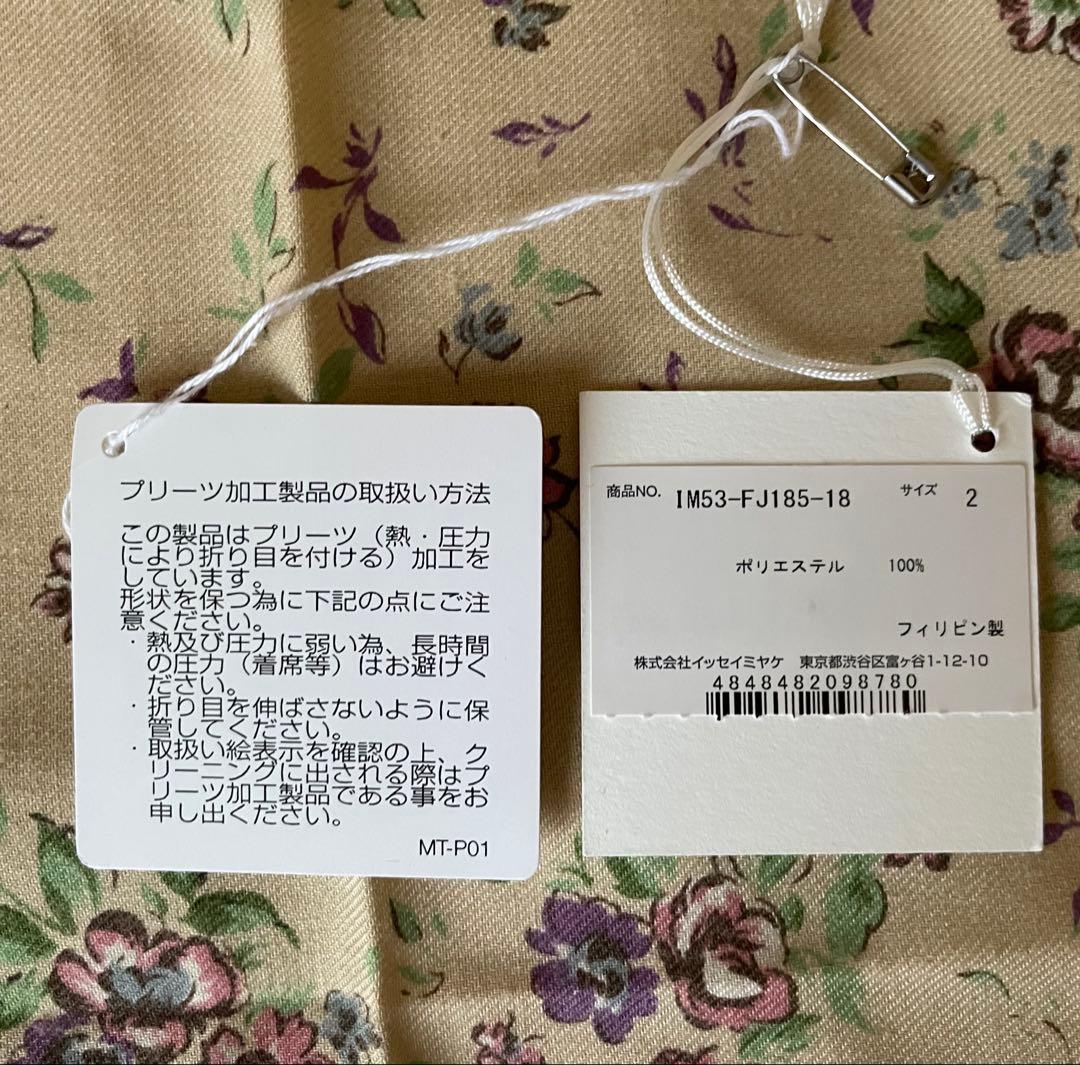 プリーツ加工製品の取扱い方法
この製品はプリーツ（熱・圧力
により折り目を付ける）加工を
しています。
形状を保つ為に下記の点にご注
意ください。
・熱及び圧力に弱い為、長時間
の圧力（着席等）はお避けく
ださい。
・折り目を伸ばさないように保
管してください。
・取扱い絵表示を確認の上、ク
リーニングに出される際はプ
リーツ加工製品である事をお
申し出ください。
MT-P01
商品NO. IM53-FJ185-18 サイズ 2
ポリエステル 100%
フィリピン製
株式会社イッセイミヤケ 東京都渋谷区富ヶ谷1-12-10
4848482098780